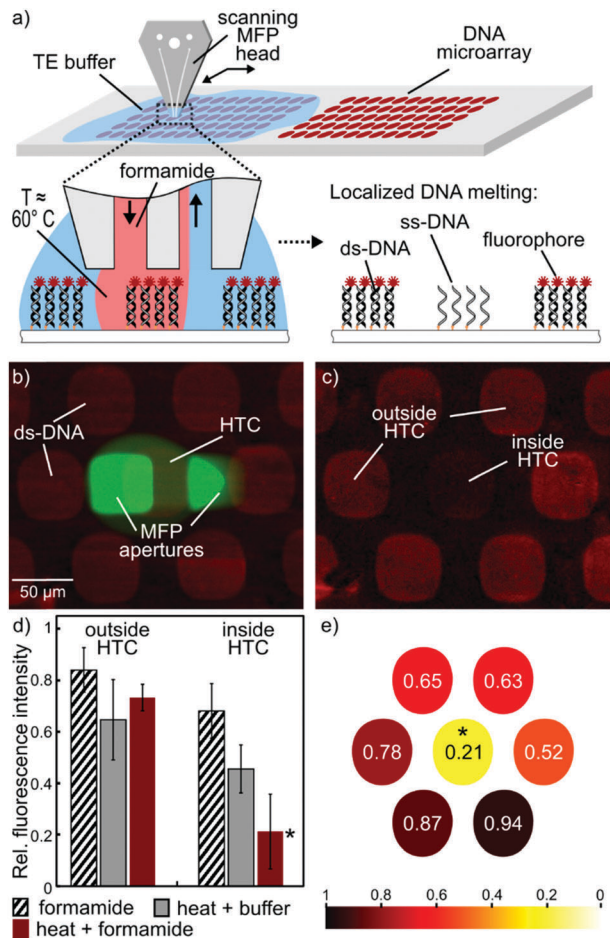 a)
scanning
MFP
head
TE buffer
DNA
microarray
formamide
T ≈
60° C
Localized DNA melting:
ss-DNA
ds-DNA
fluorophore
b)
ds-DNA
HTC
MFP
apertures
50 µm
c)
outside
HTC
inside
HTC
d)
outside
HTC
inside
HTC
Rel. fluorescence intensity
1
0.8
0.6
0.4
0.2
0
*
formamide
heat + buffer
heat + formamide
e)
0.65
0.63
0.78
*
0.21
0.52
0.87
0.94
1
0.8
0.6
0.4
0.2
0